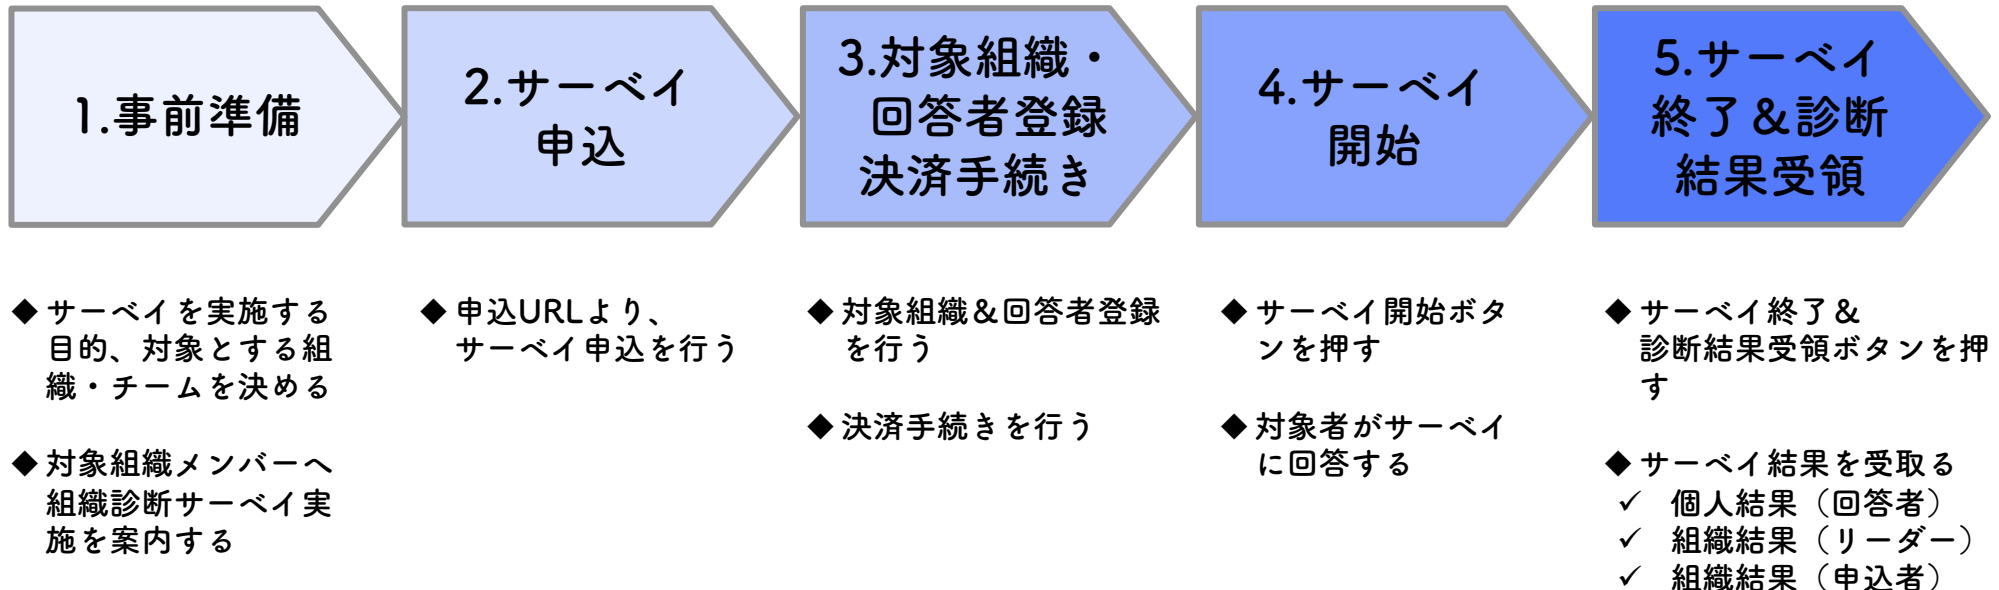 1.事前準備
2.サーベイ
申込
3.対象組織・
回答者登録
決済手続き
4.サーベイ
開始
5.サーベイ
終了&診断
結果受領
◆ サーベイを実施する
目的、対象とする組
織・チームを決める
◆ 対象組織メンバーへ
組織診断サーベイ実
施を案内する
◆ 申込URLより、
サーベイ申込を行う
◆ 対象組織&回答者登録
を行う
◆ 決済手続きを行う
◆ サーベイ開始ボタ
ンを押す
◆ 対象者がサーベイ
に回答する
◆ サーベイ終了&
診断結果受領ボタンを押
す
◆ サーベイ結果を受取る
✓ 個人結果（回答者）
✓ 組織結果（リーダー）
✓ 組織結果（申込者）